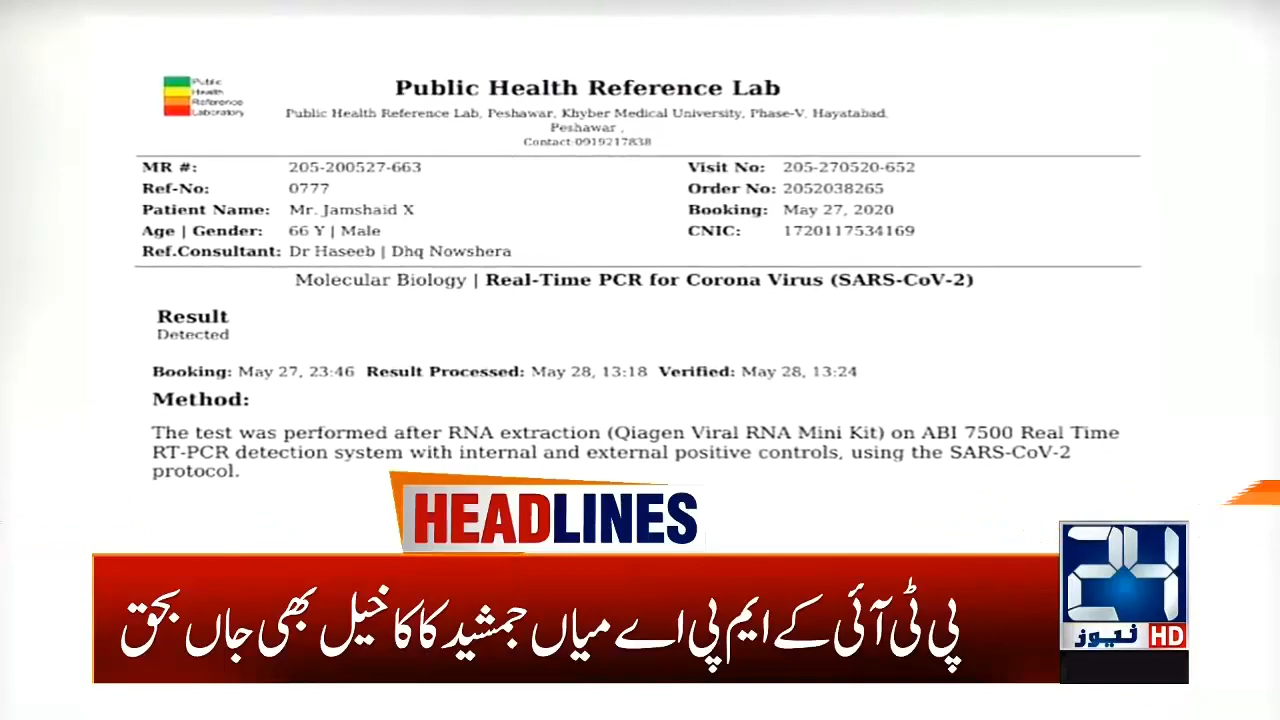 Public
Health
Reference
Laboratory
Public Health Reference Lab
Public Health Reference Lab, Peshawar, Khyber Medical University, Phase-V, Hayatabad,
Peshawar ,
Contact:0919217838
MR #: 205-200527-663 Visit No: 205-270520-652
Ref-No: 0777 Order No: 2052038265
Patient Name: Mr. Jamshaid X Booking: May 27, 2020
Age | Gender: 66 Y | Male CNIC: 1720117534169
Ref.Consultant: Dr Haseeb | Dhq Nowshera
Molecular Biology | Real-Time PCR for Corona Virus (SARS-CoV-2)
Result
Detected
Booking: May 27, 23:46 Result Processed: May 28, 13:18 Verified: May 28, 13:24
Method:
The test was performed after RNA extraction (Qiagen Viral RNA Mini Kit) on ABI 7500 Real Time
RT-PCR detection system with internal and external positive controls, using the SARS-CoV-2
protocol.
HEADLINES
پی ٹی آئی کے ایم پی اے میاں جمشید کاکاخیل بھی جاں بحق
24
نیوز HD